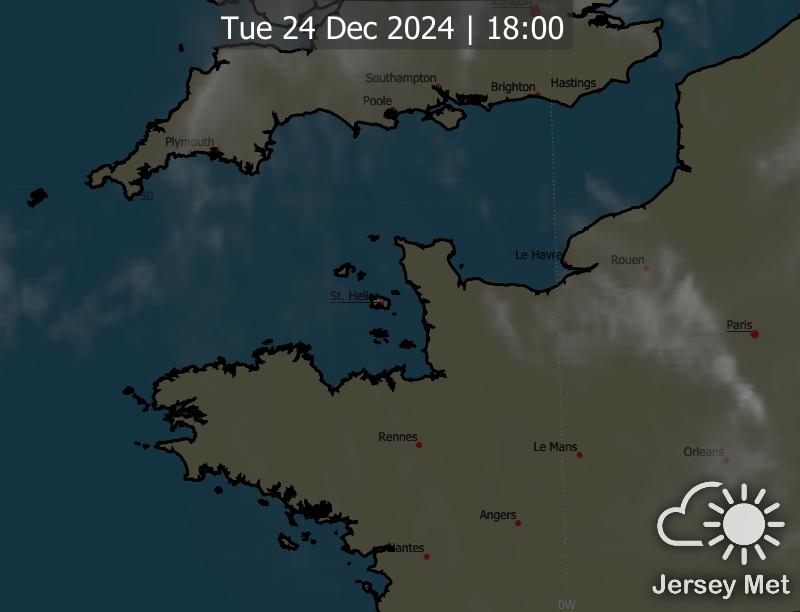 Tue 24 Dec 2024 | 18:00
London
0W
Southampton
Brighton
Hastings
Poole
Plymouth
50
Le Havre
Rouen
St. Helier
Paris
Rennes
Le Mans
Orleans
Angers
Nantes
Jersey Met
0W